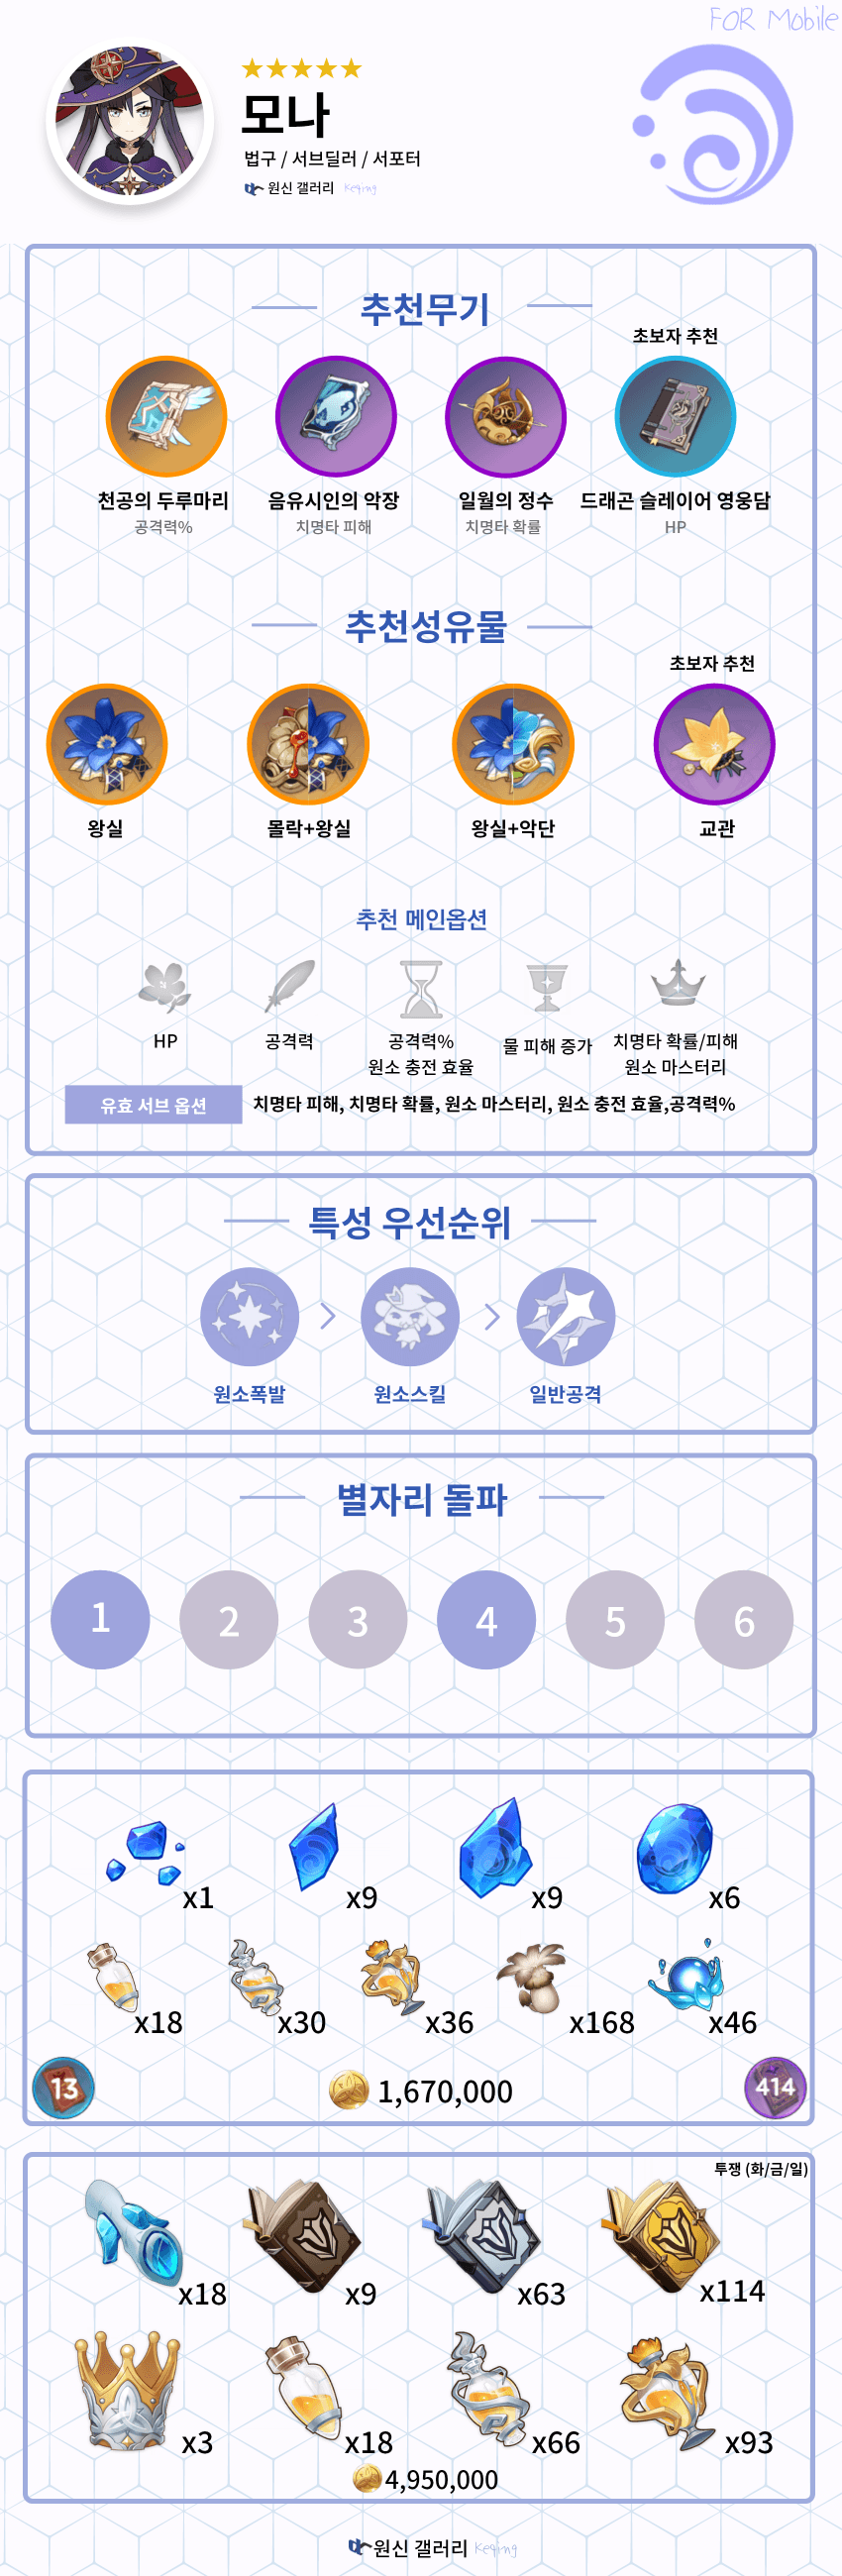 FOR Mobile
모나
법구 / 서브딜러 / 서포터
원신 갤러리 Keqing
추천무기
초보자 추천
천공의 두루마리 음유시인의 악장 일월의 정수 드래곤 슬레이어 영웅담
공격력% 치명타 피해 치명타 확률 HP
추천성유물
초보자 추천
왕실 몰락+왕실 왕실+악단 교관
추천 메인옵션
HP 공격력 공격력% 물 피해 증가 치명타 확률/피해
원소 충전 효율 원소 마스터리
유효 서브 옵션 치명타 피해, 치명타 확률, 원소 마스터리, 원소 충전 효율,공격력%
특성 우선순위
원소폭발 > 원소스킬 > 일반공격
별자리 돌파
1 2 3 4 5 6
x1 x9 x9 x6
x18 x30 x36 x168 x46
13 1,670,000 414
투쟁 (화/금/일)
x18 x9 x63 x114
x3 x18 x66 x93
4,950,000
원신 갤러리 Keqing